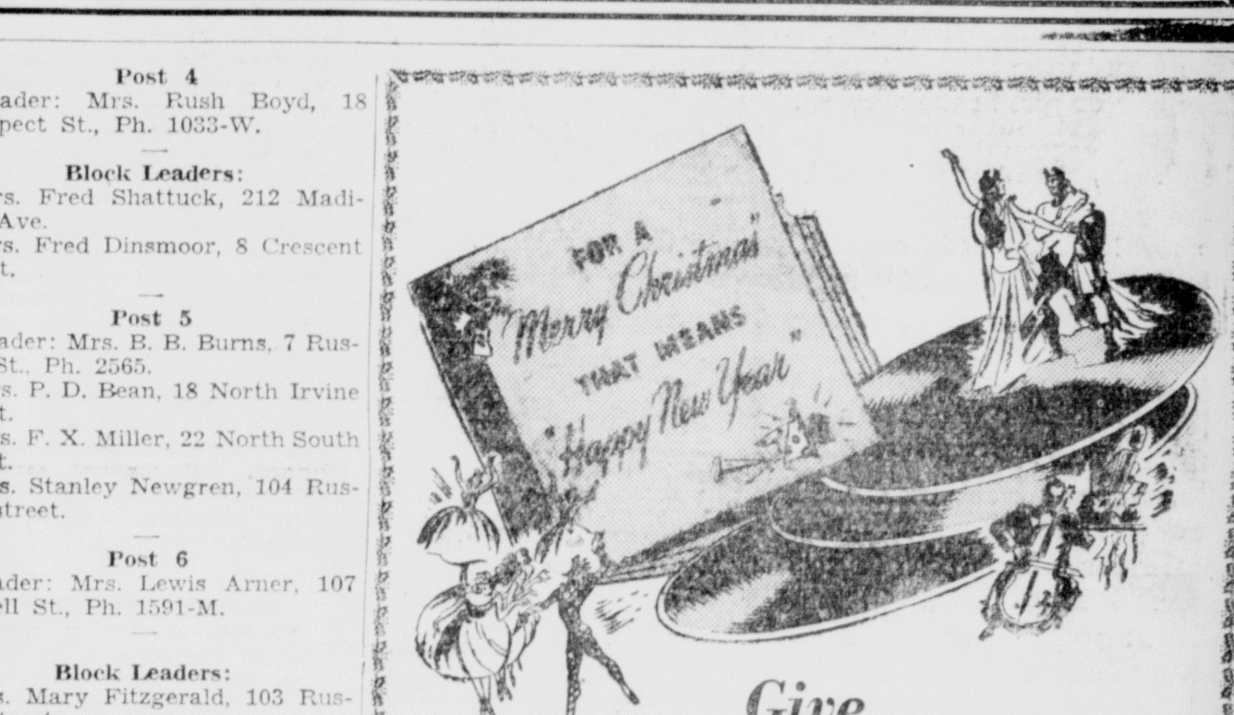 Post 4
ader: Mrs. Rush Boyd, 18
pect St., Ph. 1033-W.
Block Leaders:
rs. Fred Shattuck, 212 Madi-
Ave.
rs. Fred Dinsmoor, 8 Crescent
t.
Post 5
ader: Mrs. B. B. Burns, 7 Rus-
St., Ph. 2565.
s. P. D. Bean, 18 North Irvine
t.
s. F. X. Miller, 22 North South
t.
s. Stanley Newgren, 104 Rus-
street.
Post 6
ader: Mrs. Lewis Arner, 107
ell St., Ph. 1591-M.
Block Leaders:
s. Mary Fitzgerald, 103 Rus-
FOR A
"Merry Christmas"
THAT MEANS
"Happy New Year"
Give